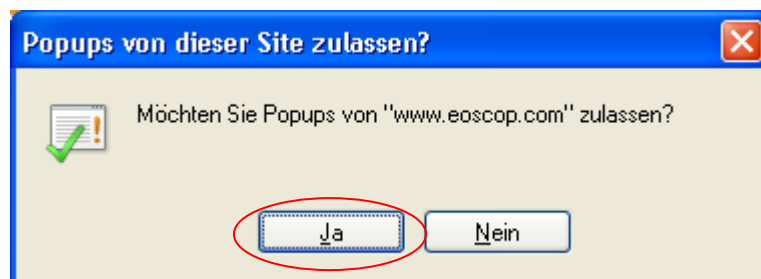 Popups von dieser Site zulassen?
Möchten Sie Popups von "www.eoscop.com" zulassen?
Ja Nein